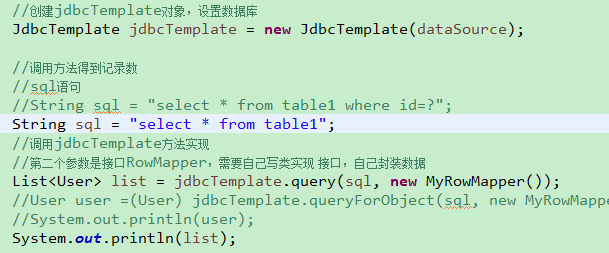 //创建jdbcTemplate对象，设置数据库
JdbcTemplate jdbcTemplate = new JdbcTemplate(dataSource);
//调用方法得到记录数
//sql语句
//String sql = "select * from table1 where id=?";
String sql = "select * from table1";
//调用jdbcTemplate方法实现
//第二个参数是接口RowMapper，需要自己写类实现 接口，自己封装数据
List<User> list = jdbcTemplate.query(sql, new MyRowMapper());
//User user =(User) jdbcTemplate.queryForObject(sql, new MyRowMapp
//System.out.println(user);
System.out.println(list);